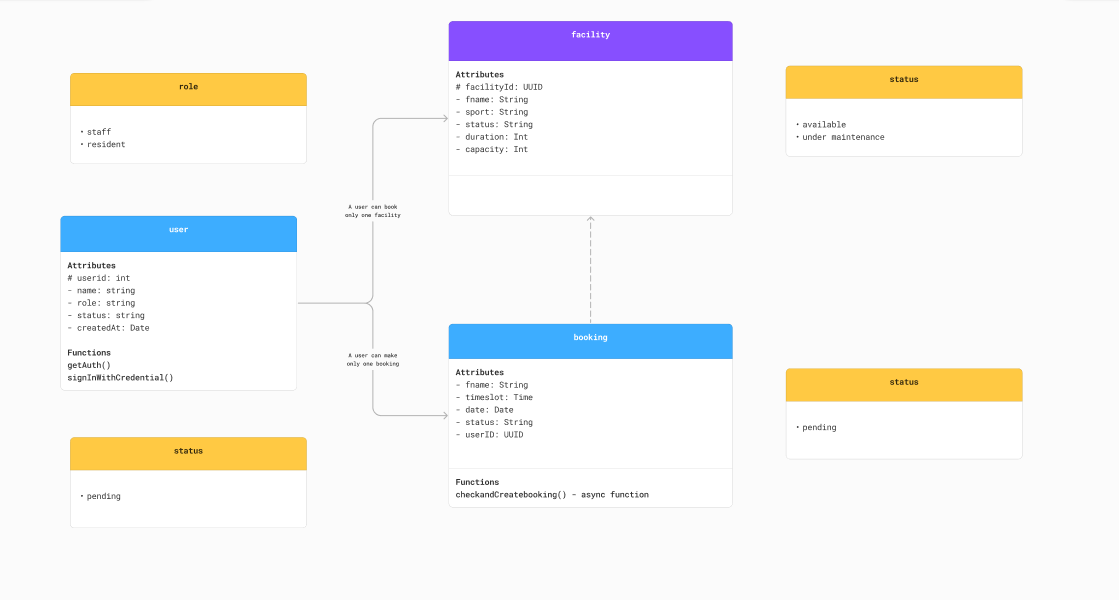 facility
Attributes
# facilityId: UUID
- fname: String
- sport: String
- status: String
- duration: Int
- capacity: Int
role
• staff
• resident
status
• available
• under maintenance
A user can book
only one facility
user
Attributes
# userid: int
- name: string
- role: string
- status: string
- createdAt: Date
Functions
getAuth()
signInWithCredential()
A user can make
only one booking
booking
Attributes
- fname: String
- timeslot: Time
- date: Date
- status: String
- userID: UUID
Functions
checkandCreatebooking() - async function
status
• pending
status
• pending